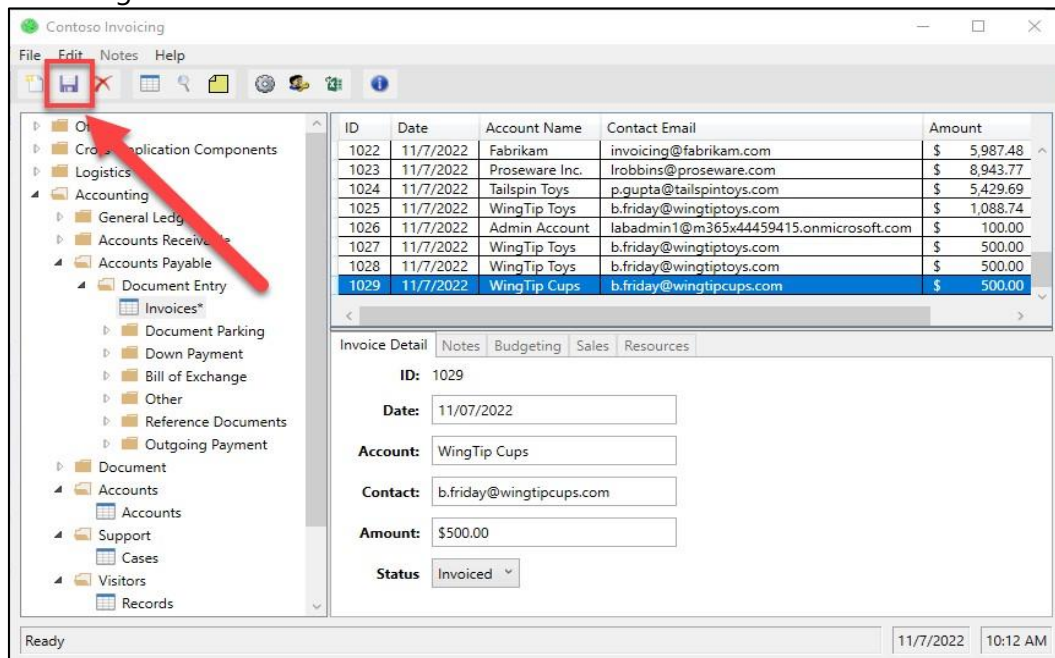 Contoso Invoicing
File Edit Notes Help
Logistics
Accounting
Accounts Payable
Document Entry
Invoices*
Document Parking
Down Payment
Bill of Exchange
Other
Reference Documents
Outgoing Payment
Document
Accounts
Accounts
Support
Cases
Visitors
Records
ID Date Account Name Contact Email Amount
1022 11/7/2022 Fabrikam invoicing@fabrikam.com $ 5,987.48
1023 11/7/2022 Proseware Inc. lrobbins@proseware.com $ 8,943.77
1024 11/7/2022 Tailspin Toys p.gupta@tailspintoys.com $ 5,429.69
1025 11/7/2022 WingTip Toys b.friday@wingtiptoys.com $ 1,088.74
1026 11/7/2022 Admin Account labadmin1@m365x44459415.onmicrosoft.com $ 100.00
1027 11/7/2022 WingTip Toys b.friday@wingtiptoys.com $ 500.00
1028 11/7/2022 WingTip Toys b.friday@wingtiptoys.com $ 500.00
1029 11/7/2022 WingTip Cups b.friday@wingtipcups.com $ 500.00
Invoice Detail Notes Budgeting Sales Resources
ID: 1029
Date: 11/07/2022
Account: WingTip Cups
Contact: b.friday@wingtipcups.com
Amount: $500.00
Status Invoiced
Ready 11/7/2022 10:12 AM